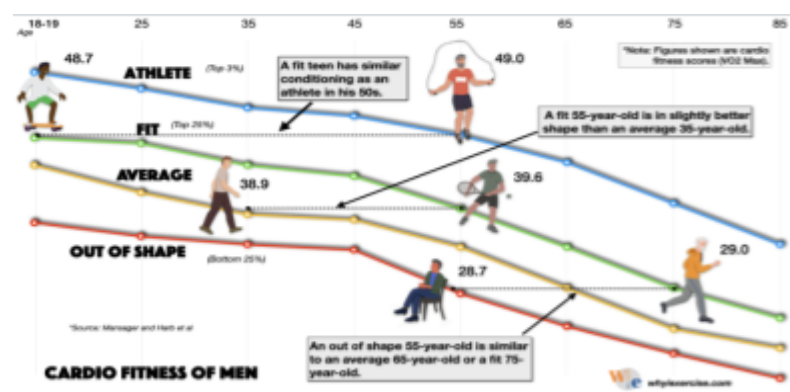 18-19 25 35 45 55 65 75 85
Age
48.7
49.0
*Note: Figures shown are cardio
fitness scores (VO2 Max).
ATHLETE (Top 3%)
A fit teen has similar
conditioning as an
athlete in his 50s.
A fit 55-year-old is in slightly better
shape than an average 35-year-old.
FIT (Top 25%)
AVERAGE
38.9
39.6
OUT OF SHAPE (Bottom 25%)
28.7
29.0
*Source: Mansager and Harb et al
An out of shape 55-year-old is similar
to an average 65-year-old or a fit 75-
year-old.
CARDIO FITNESS OF MEN
whyiexercise.com